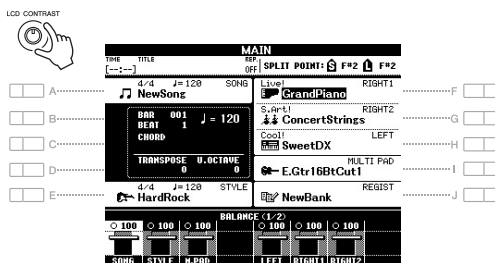 LCD CONTRAST
MAIN
TIME TITLE REP.
[--:--] OFF SPLIT POINT: S F#2 L F#2
4/4 ♩=120 SONG
NewSong
Live! RIGHT1
GrandPiano
BAR 001
BEAT 1
♩ = 120
CHORD
S.Art! RIGHT2
ConcertStrings
Cool! LEFT
SweetDX
TRANSPOSE U.OCTAVE
0 0
MULTI PAD
E.Gtr16BtCut1
4/4 ♩=120 STYLE
HardRock
REGIST
NewBank
A
B
C
D
E
F
G
H
I
J
BALANCE (1/2)
100 100 100 100 100 100
SONG STYLE M.PAD LEFT RIGHT1 RIGHT2